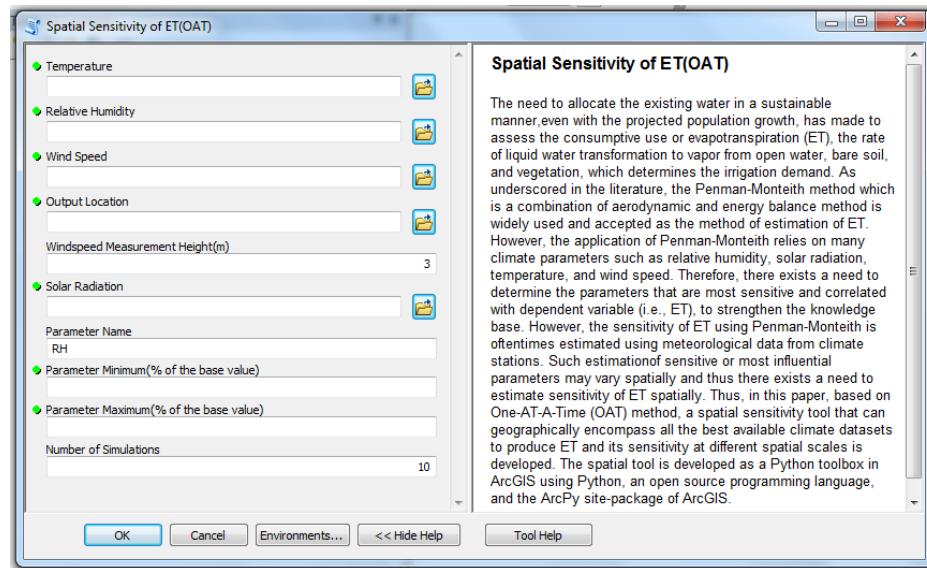 Spatial Sensitivity of ET(OAT)
Temperature
Relative Humidity
Wind Speed
Output Location
Windspeed Measurement Height(m)
3
Solar Radiation
Parameter Name
RH
Parameter Minimum(% of the base value)
Parameter Maximum(% of the base value)
Number of Simulations
10
OK
Cancel
Environments...
<< Hide Help
Spatial Sensitivity of ET(OAT)
The need to allocate the existing water in a sustainable
manner,even with the projected population growth, has made to
assess the consumptive use or evapotranspiration (ET), the rate
of liquid water transformation to vapor from open water, bare soil,
and vegetation, which determines the irrigation demand. As
underscored in the literature, the Penman-Monteith method which
is a combination of aerodynamic and energy balance method is
widely used and accepted as the method of estimation of ET.
However, the application of Penman-Monteith relies on many
climate parameters such as relative humidity, solar radiation,
temperature, and wind speed. Therefore, there exists a need to
determine the parameters that are most sensitive and correlated
with dependent variable (i.e., ET), to strengthen the knowledge
base. However, the sensitivity of ET using Penman-Monteith is
oftentimes estimated using meteorological data from climate
stations. Such estimationof sensitive or most influential
parameters may vary spatially and thus there exists a need to
estimate sensitivity of ET spatially. Thus, in this paper, based on
One-AT-A-Time (OAT) method, a spatial sensitivity tool that can
geographically encompass all the best available climate datasets
to produce ET and its sensitivity at different spatial scales is
developed. The spatial tool is developed as a Python toolbox in
ArcGIS using Python, an open source programming language,
and the ArcPy site-package of ArcGIS.
Tool Help